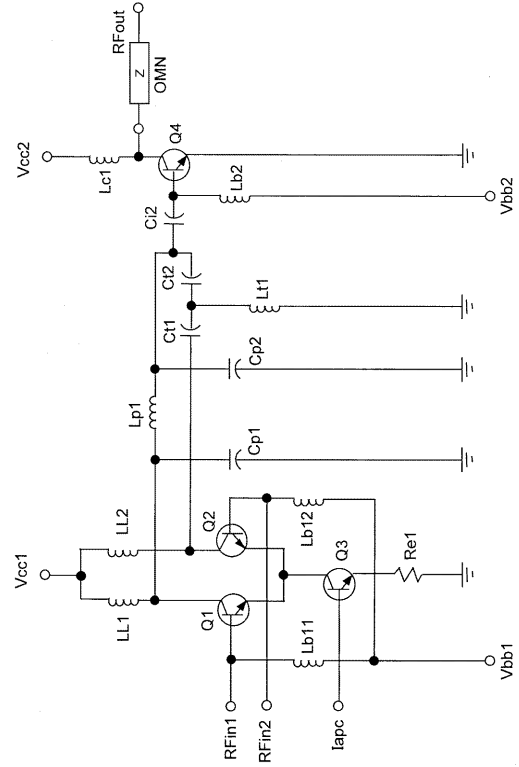 Vcc1
Vcc2
RFout
Z
OMN
LL1
LL2
Lp1
Lc1
Q1
Q2
Ct1
Ct2
Ci2
Q4
Cp1
Cp2
Lt1
Lb2
RFin1
RFin2
Lb11
Lb12
Q3
Iapc
Re1
Vbb1
Vbb2